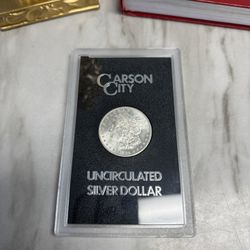 CARSON
CITY
UNCIRCULATED
SILVER DOLLAR